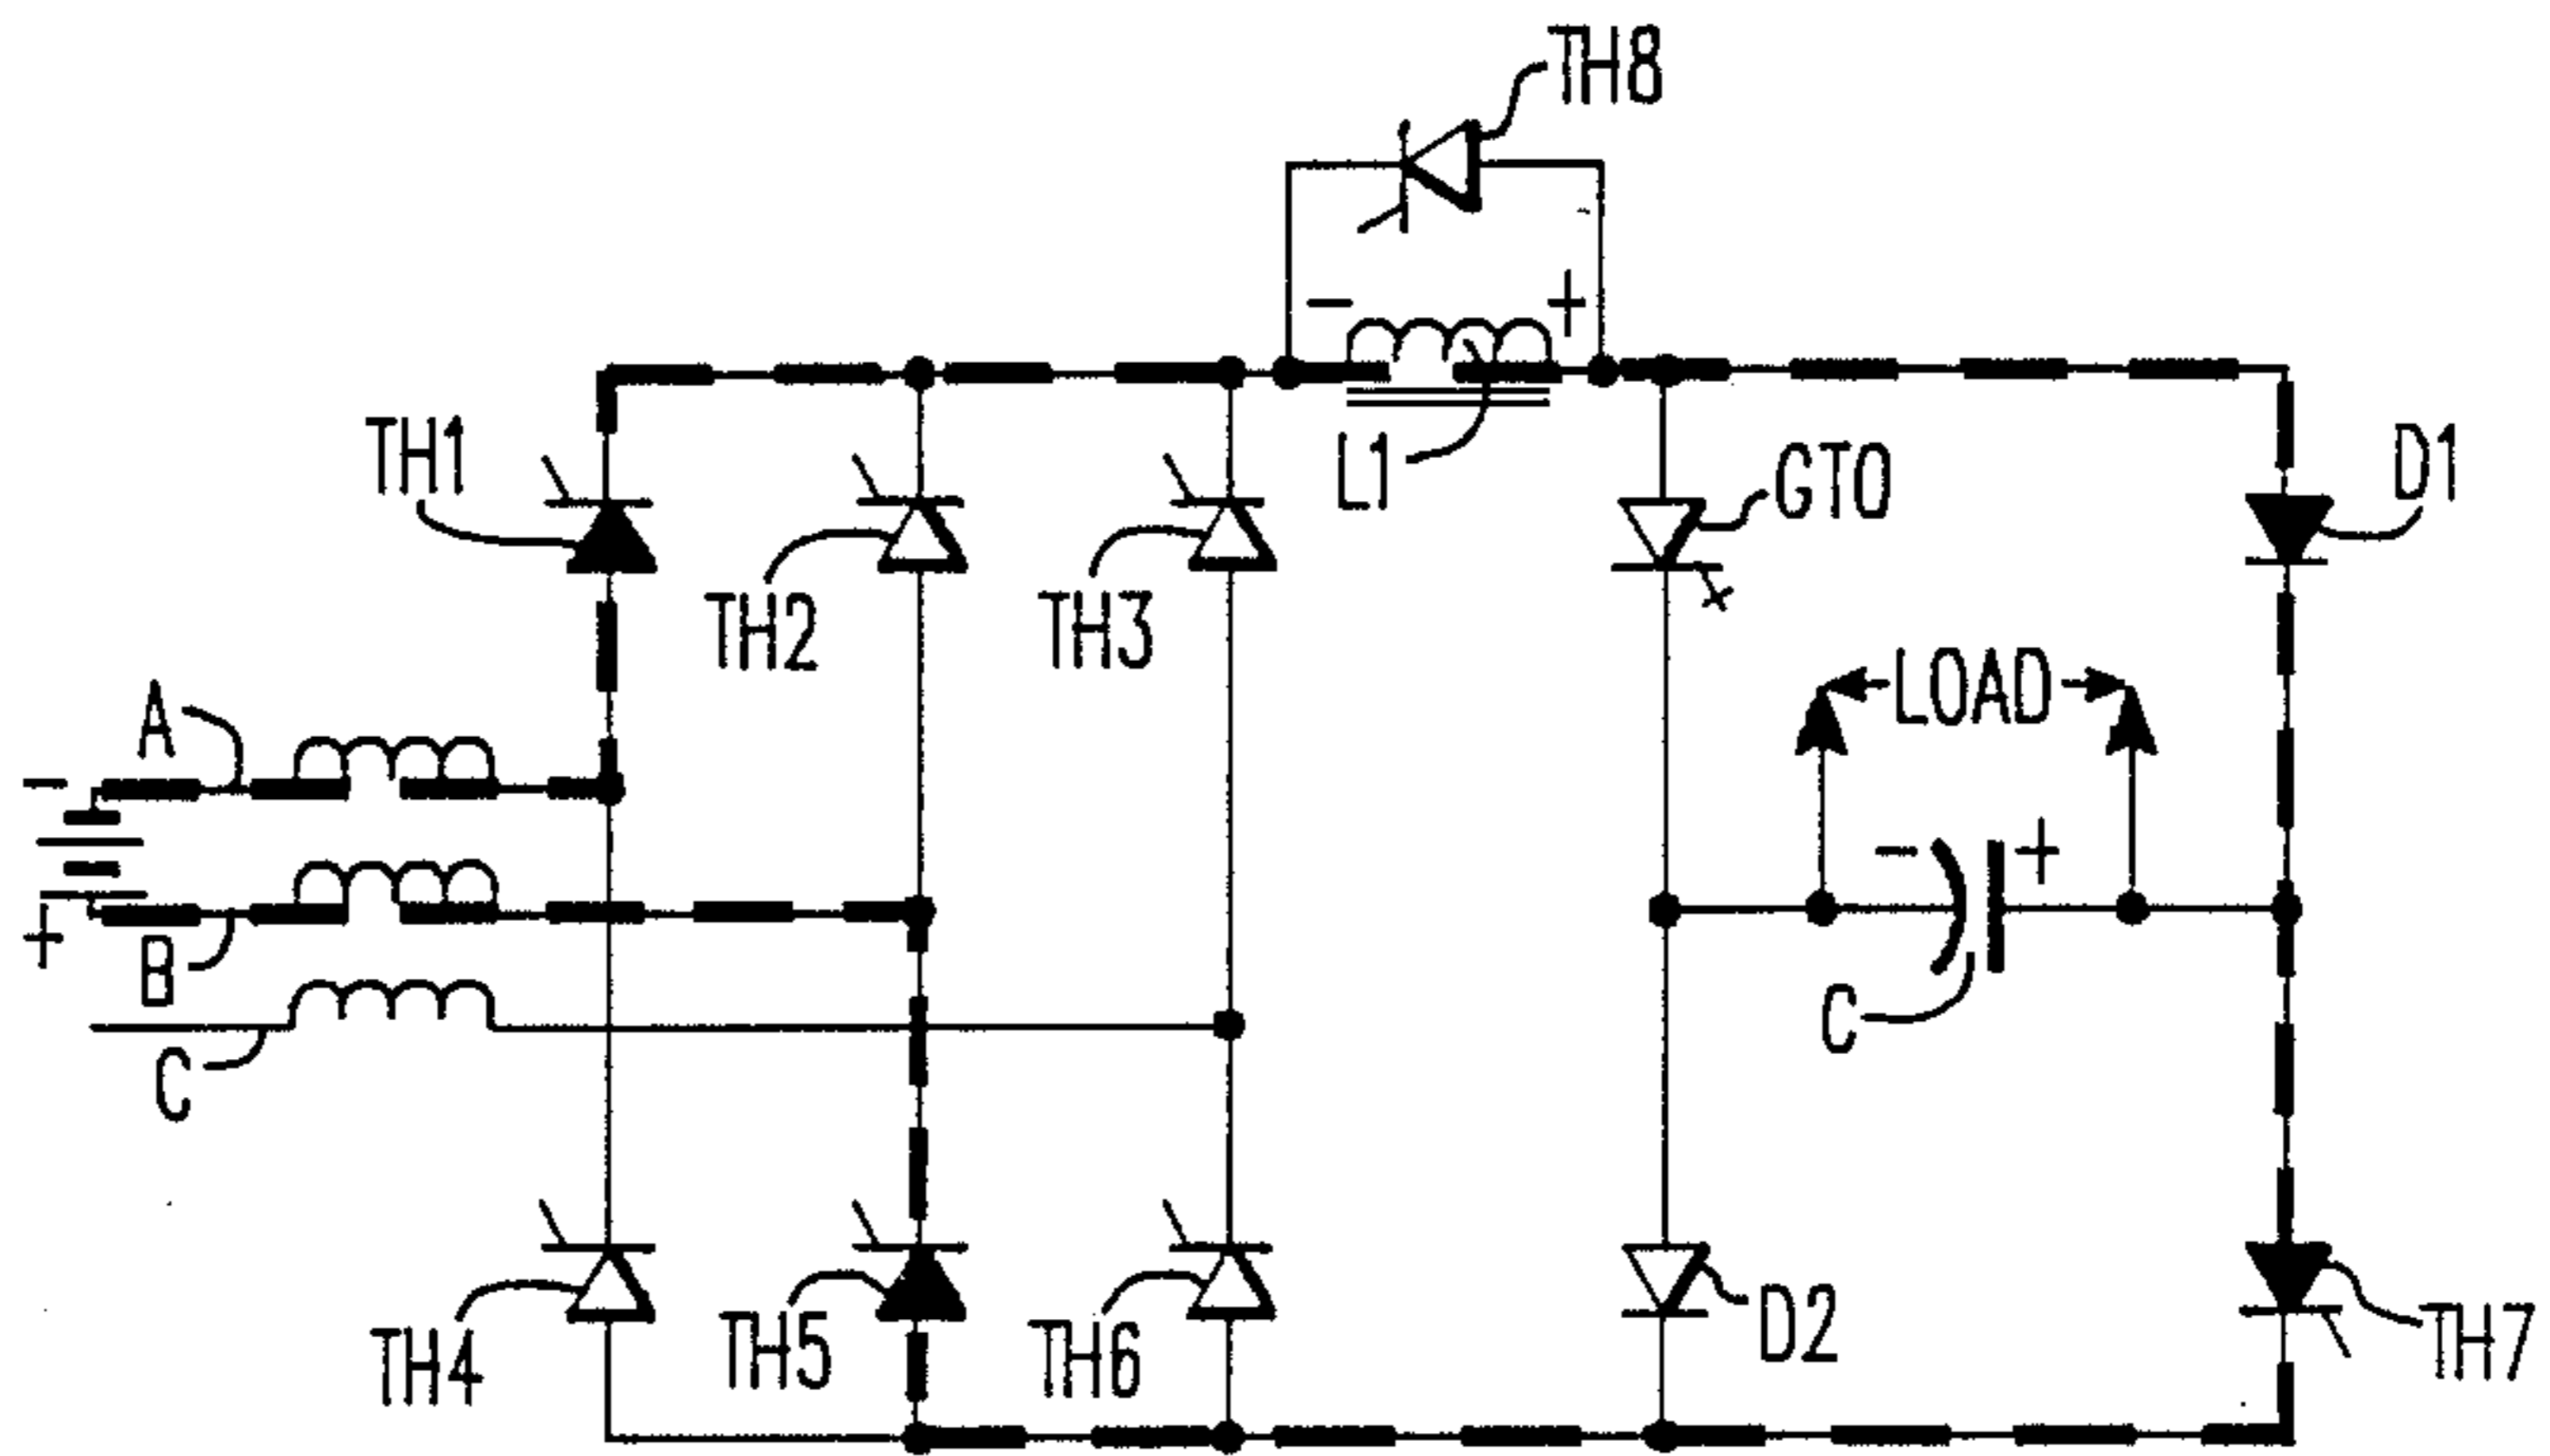 TH8
- +
TH1
L1
GTO
D1
TH2
TH3
LOAD
A
-
- +
+
B
C
C
TH4
TH5
TH6
D2
TH7